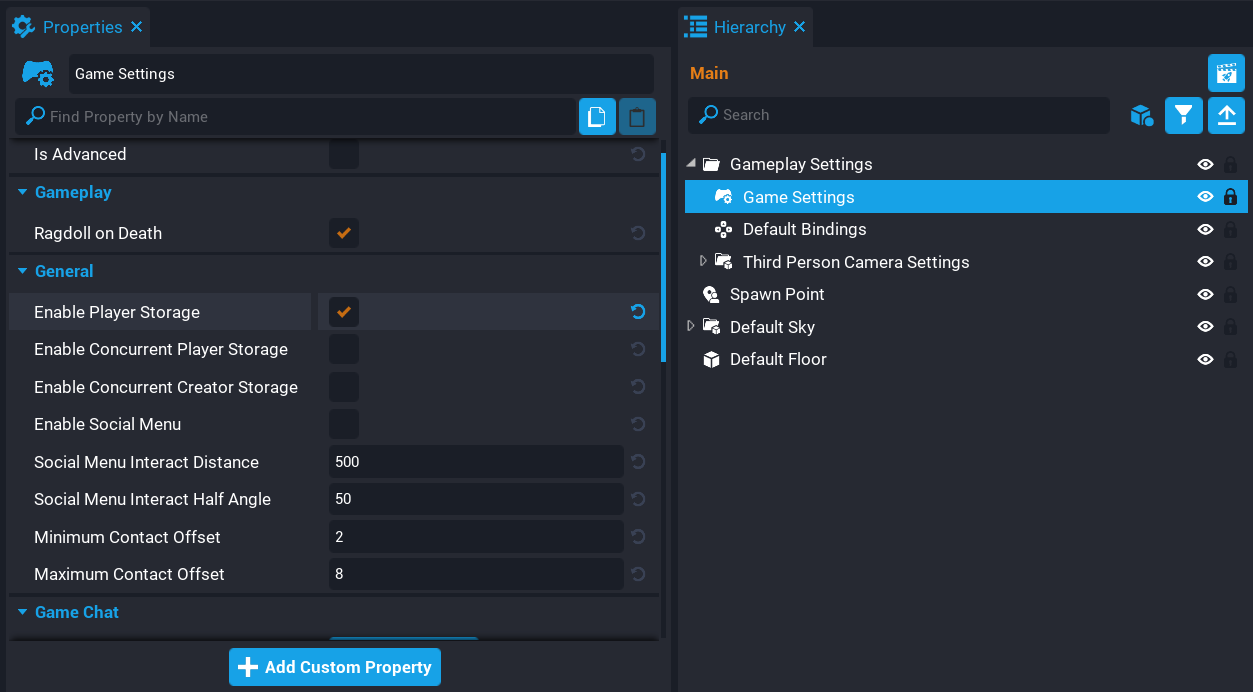 Properties
Game Settings
Find Property by Name
Is Advanced
Gameplay
Ragdoll on Death
General
Enable Player Storage
Enable Concurrent Player Storage
Enable Concurrent Creator Storage
Enable Social Menu
Social Menu Interact Distance 500
Social Menu Interact Half Angle 50
Minimum Contact Offset 2
Maximum Contact Offset 8
Game Chat
Add Custom Property
Hierarchy
Main
Search
Gameplay Settings
Game Settings
Default Bindings
Third Person Camera Settings
Spawn Point
Default Sky
Default Floor